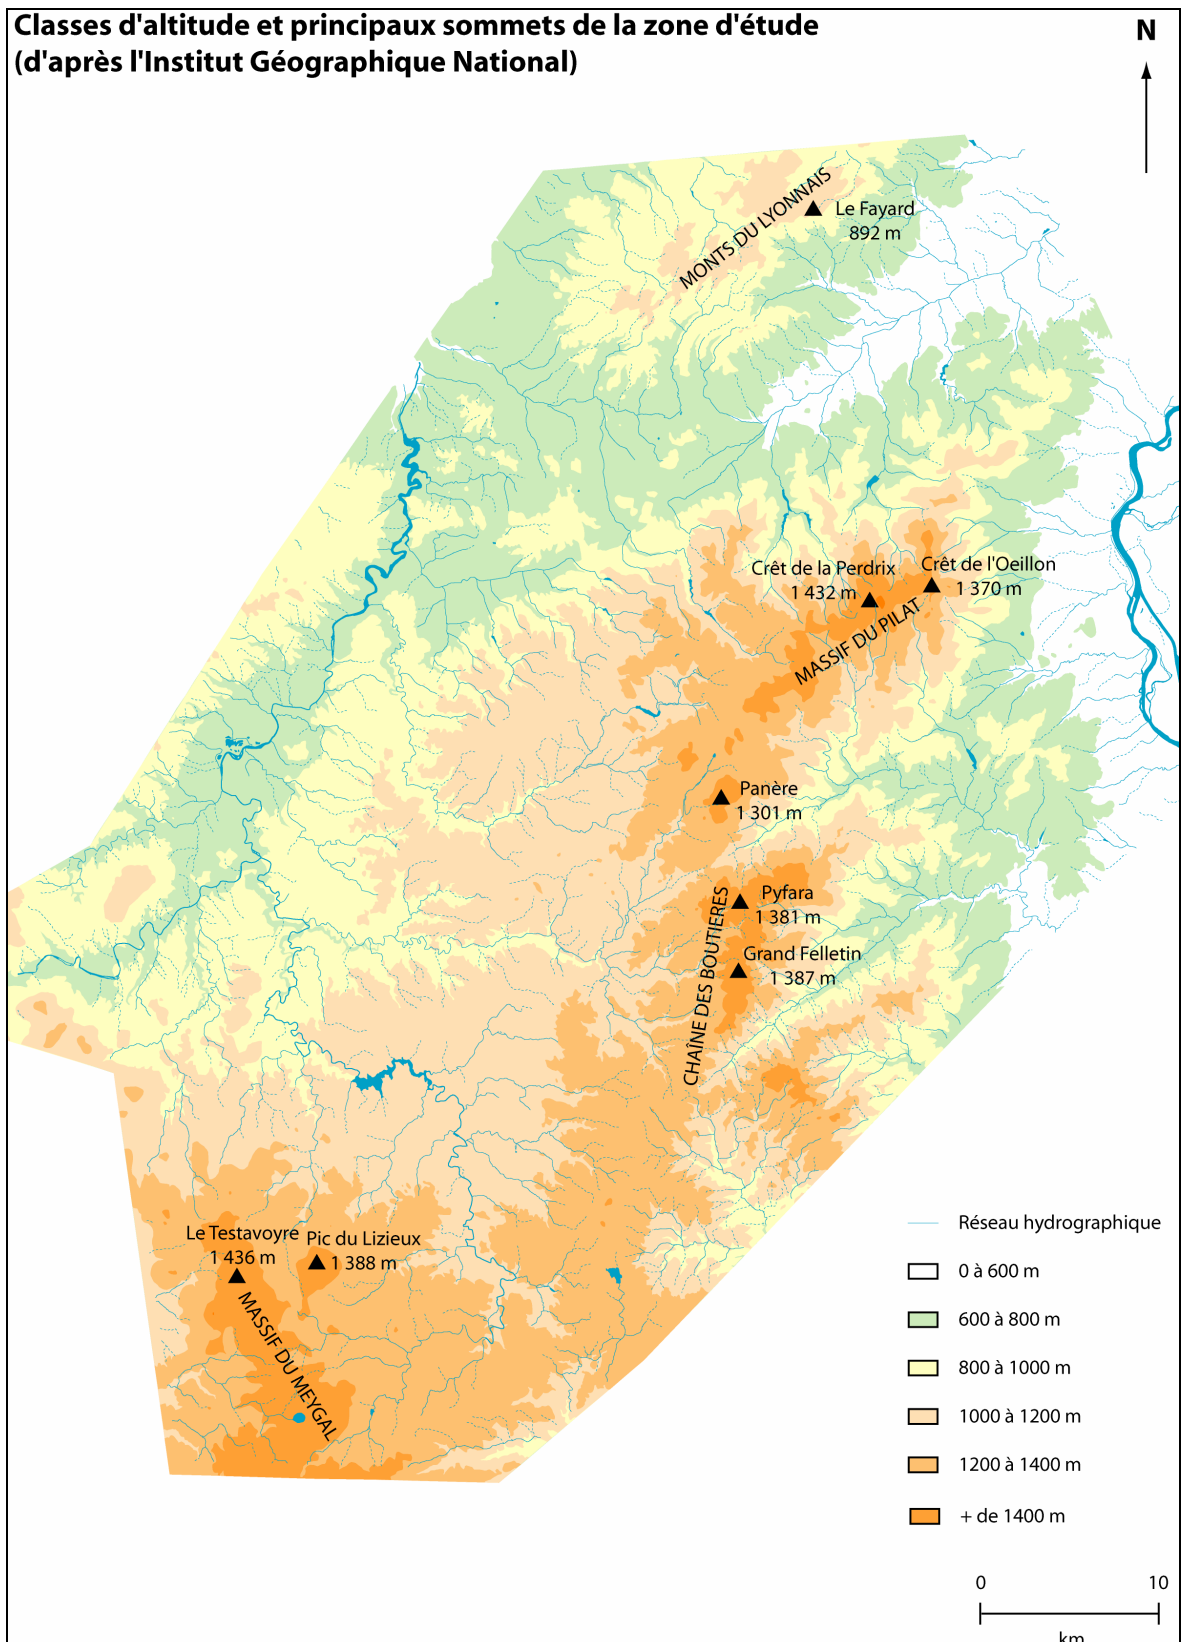 Classes d'altitude et principaux sommets de la zone d'étude
(d'après l'Institut Géographique National)
N
MONTS DU LYONNAIS
Le Fayard
892 m
Crêt de la Perdrix
1 432 m
Crêt de l'Oeillon
1 370 m
MASSIF DU PILAT
Panère
1 301 m
Pyfara
1 381 m
Grand Felletin
1 387 m
CHAÎNE DES BOUTIERES
Le Testavoyre
1 436 m
Pic du Lizieux
1 388 m
MASSIF DU MEYGAL
Réseau hydrographique
0 à 600 m
600 à 800 m
800 à 1000 m
1000 à 1200 m
1200 à 1400 m
+ de 1400 m
0 10
km